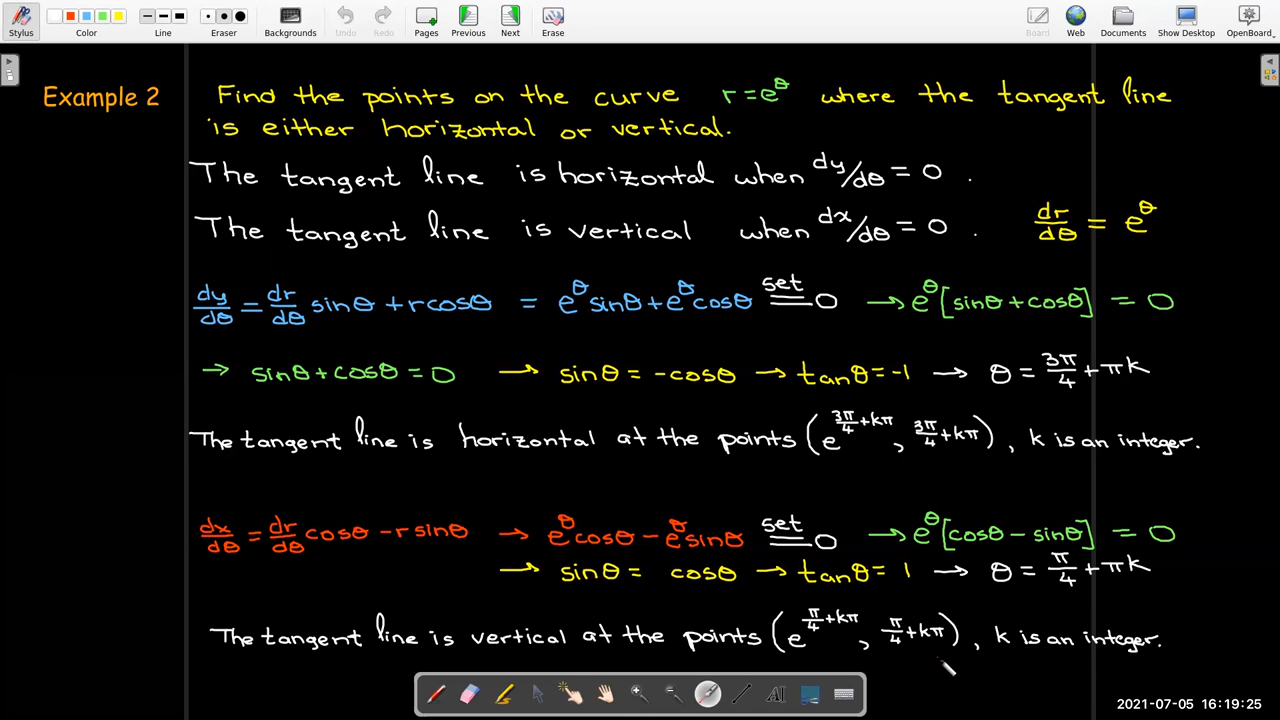 Stylus Color Line Eraser Backgrounds Undo Redo Pages Previous Next Erase Board Web Documents Show Desktop OpenBoard
Example 2 Find the points on the curve r = e^θ where the tangent line
is either horizontal or vertical.
The tangent line is horizontal when dy/dθ = 0 .
The tangent line is vertical when dx/dθ = 0 . dr/dθ = e^θ
dy/dθ = dr/dθ sinθ + r cosθ = e^θ sinθ + e^θ cosθ set = 0 → e^θ [sinθ + cosθ] = 0
→ sinθ + cosθ = 0 → sinθ = -cosθ → tanθ = -1 → θ = 3π/4 + πk
The tangent line is horizontal at the points (e^(3π/4 + kπ), 3π/4 + kπ), k is an integer.
dx/dθ = dr/dθ cosθ - r sinθ → e^θ cosθ - e^θ sinθ set = 0 → e^θ [cosθ - sinθ] = 0
→ sinθ = cosθ → tanθ = 1 → θ = π/4 + πk
The tangent line is vertical at the points (e^(π/4 + kπ), π/4 + kπ), k is an integer.
AI
2021-07-05 16:19:25